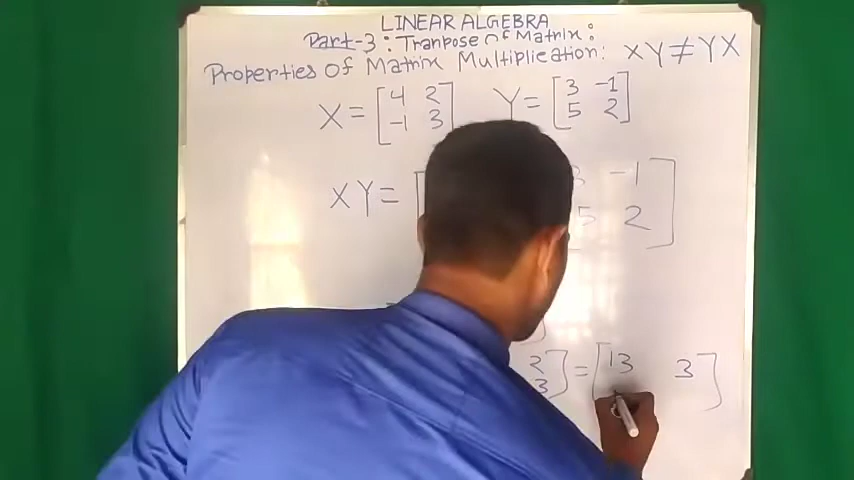 LINEAR ALGEBRA
Part-3: Tranpose Of Matrix:
Properties Of Matrix Multiplication: XY≠YX
X = [4 2 Y = [3 -1
-1 3] 5 2]
XY= [ 3 -1
5 2]
2] = [13 3]
3]